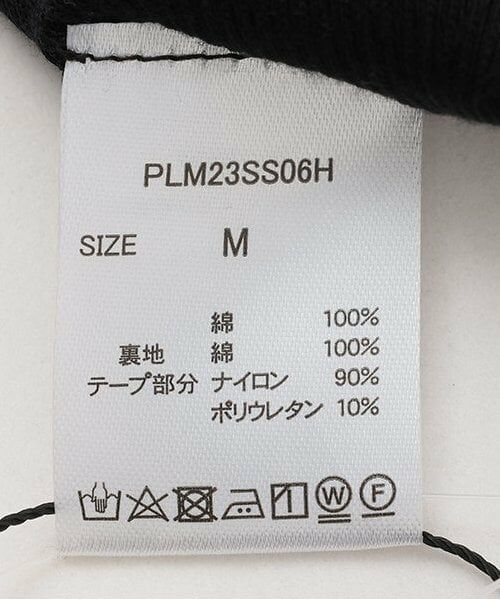 PLM23SS06H
SIZE M
綿 100%
裏地 綿 100%
テープ部分 ナイロン 90%
ポリウレタン 10%
W F